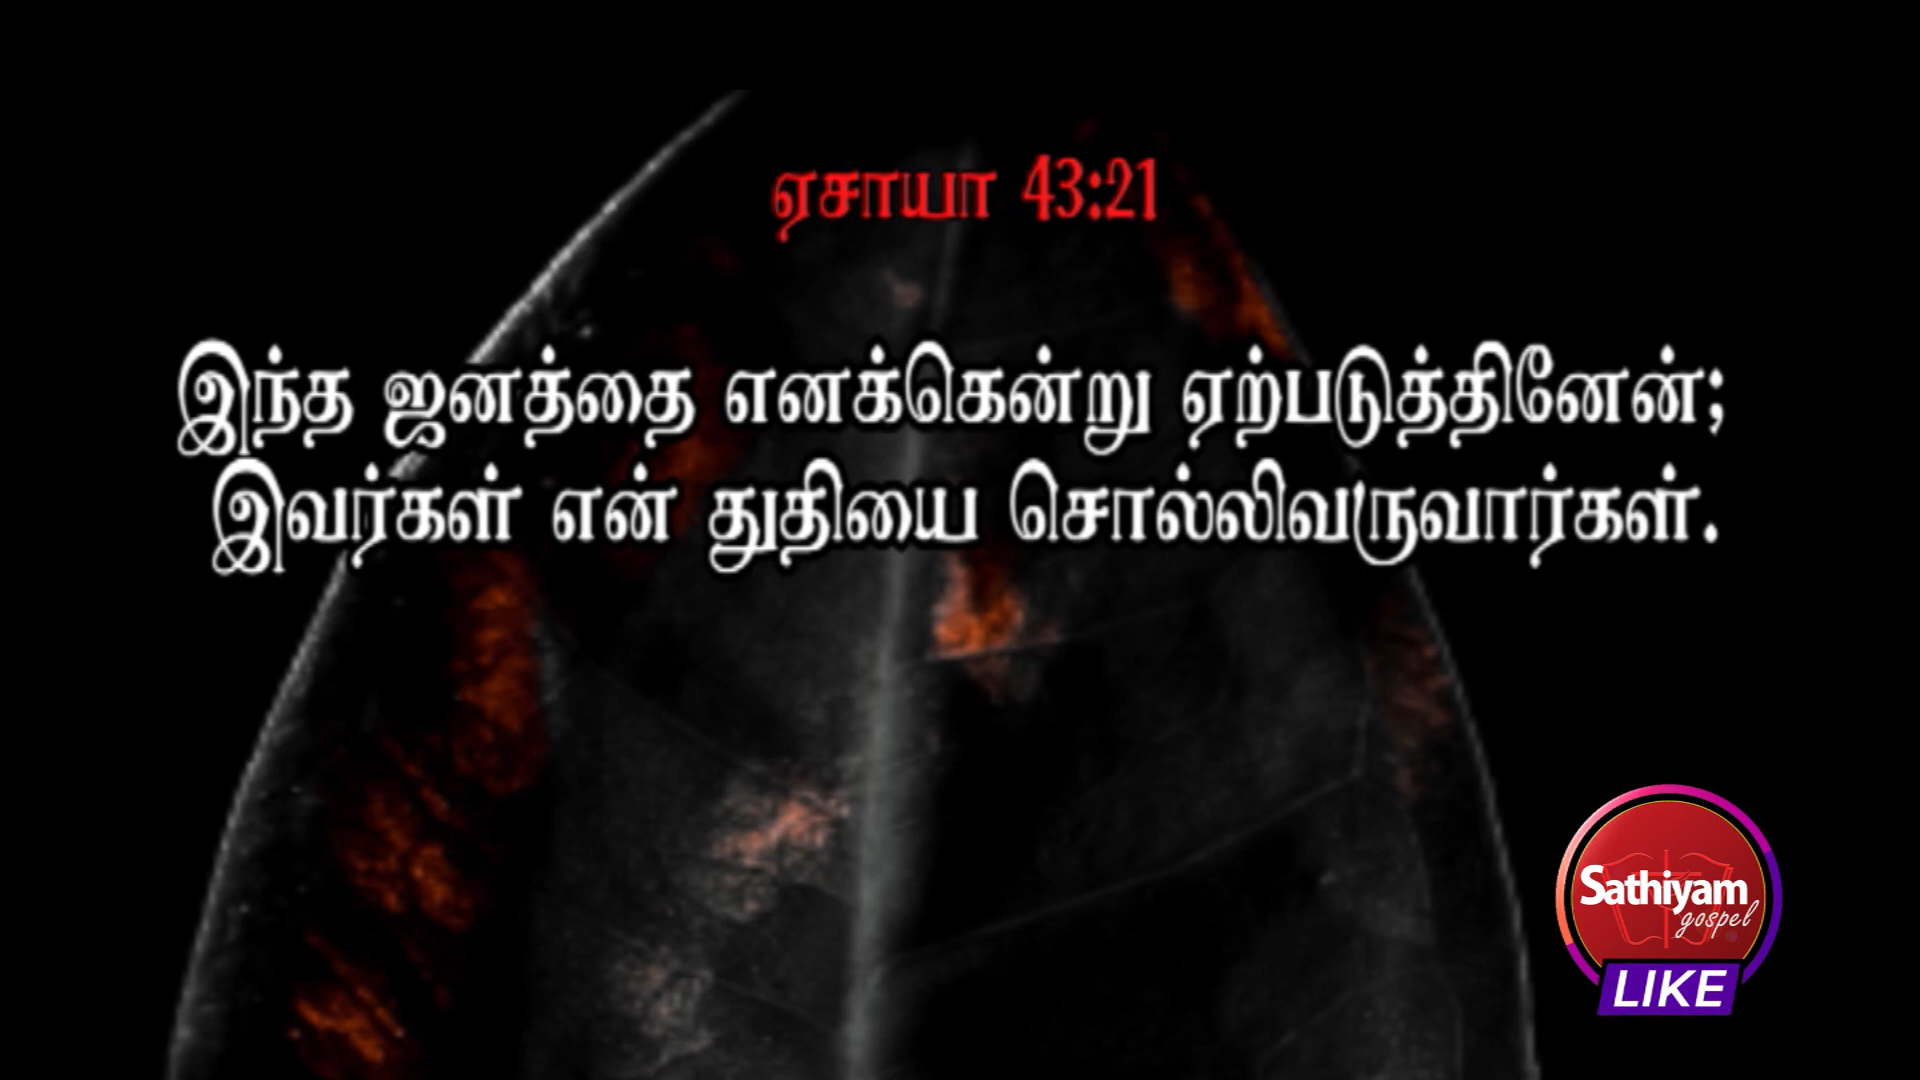 ஏசாயா 43:21
இந்த ஜனத்தை எனக்கென்று ஏற்படுத்தினேன்;
இவர்கள் என் துதியை சொல்லிவருவார்கள்.
Sathiyam
gospel
LIKE